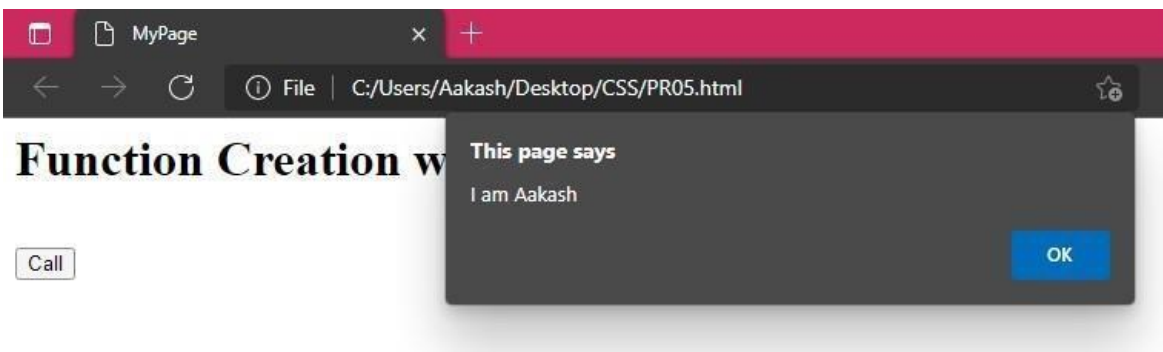 MyPage
File | C:/Users/Aakash/Desktop/CSS/PR05.html
Function Creation w
This page says
I am Aakash
OK
Call